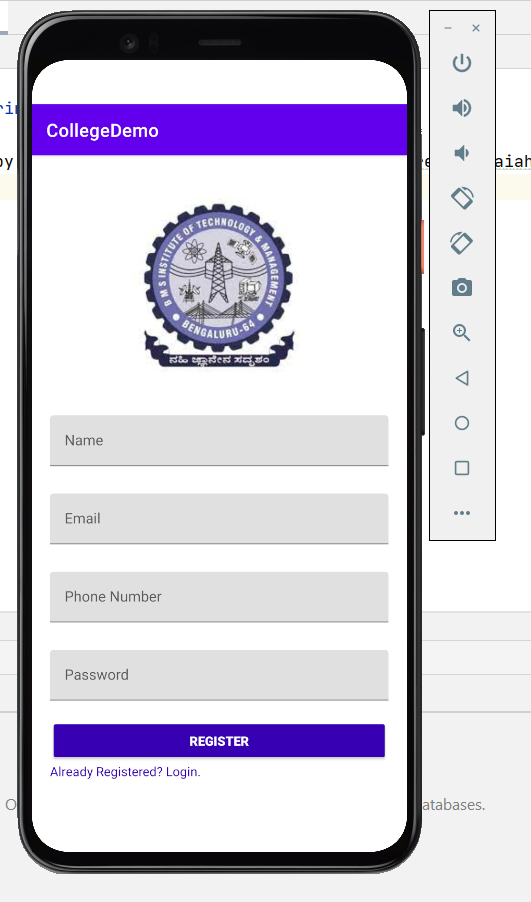 CollegeDemo
B M S INSTITUTE OF TECHNOLOGY & MANAGEMENT
BENGALURU-64
ನಹಿ ಜ್ಞಾನೇನ ಸದೃಶಂ
Name
Email
Phone Number
Password
REGISTER
Already Registered? Login.
by
aiah
O
atabases.